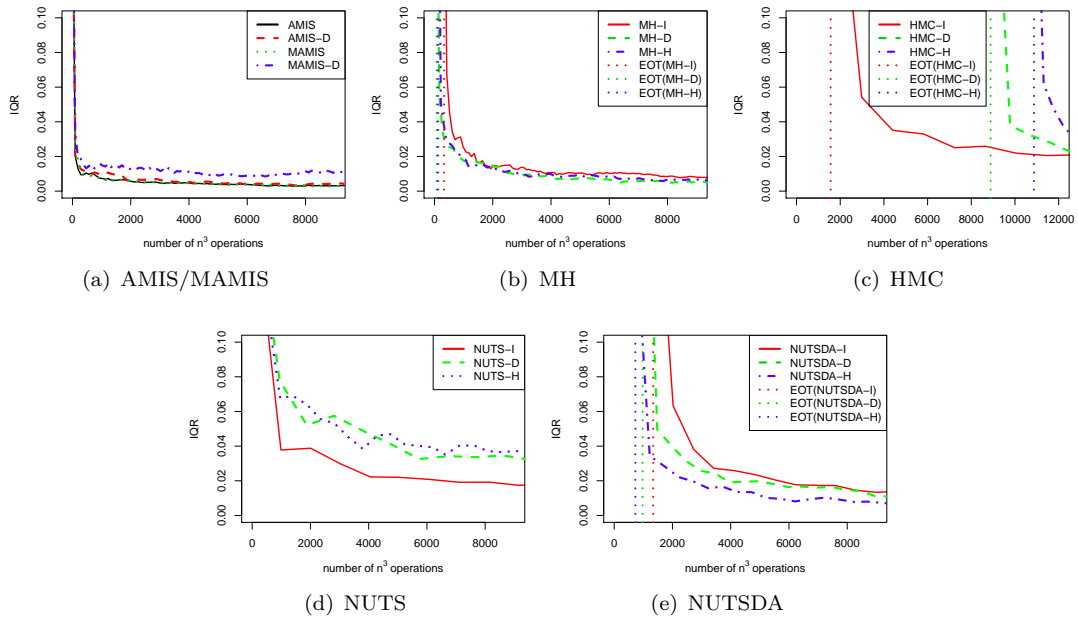 AMIS
AMIS−D
MAMIS
MAMIS−D
IQR
0.00 0.02 0.04 0.06 0.08 0.10
0 2000 4000 6000 8000
number of n³ operations
(a) AMIS/MAMIS
MH−I
MH−D
MH−H
EOT(MH−I)
EOT(MH−D)
EOT(MH−H)
IQR
0.00 0.02 0.04 0.06 0.08 0.10
0 2000 4000 6000 8000
number of n³ operations
(b) MH
HMC−I
HMC−D
HMC−H
EOT(HMC−I)
EOT(HMC−D)
EOT(HMC−H)
IQR
0.00 0.02 0.04 0.06 0.08 0.10
0 2000 4000 6000 8000 10000 12000
number of n³ operations
(c) HMC
NUTS−I
NUTS−D
NUTS−H
IQR
0.00 0.02 0.04 0.06 0.08 0.10
0 2000 4000 6000 8000
number of n³ operations
(d) NUTS
NUTSDA−I
NUTSDA−D
NUTSDA−H
EOT(NUTSDA−I)
EOT(NUTSDA−D)
EOT(NUTSDA−H)
IQR
0.00 0.02 0.04 0.06 0.08 0.10
0 2000 4000 6000 8000
number of n³ operations
(e) NUTSDA